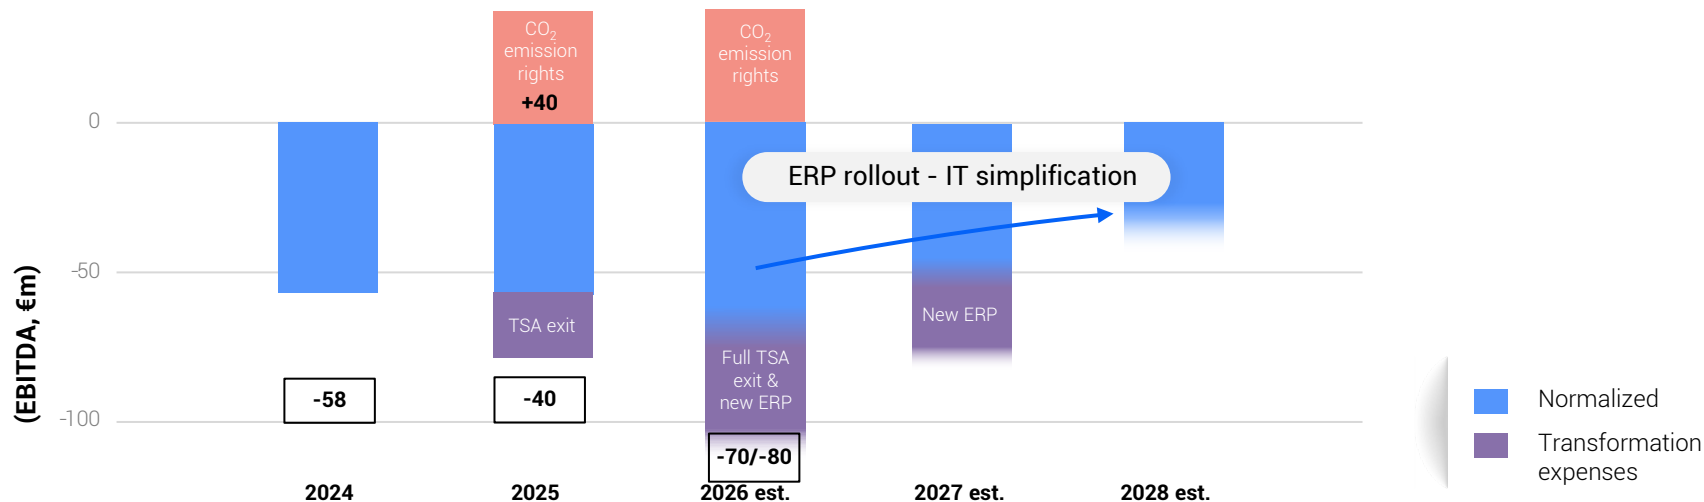 CO₂
emission
rights
+40
CO₂
emission
rights
0
ERP rollout - IT simplification
-50
TSA exit
New ERP
Full TSA
exit &
new ERP
-100
(EBITDA, €m)
-58
-40
-70/-80
2024
2025
2026 est.
2027 est.
2028 est.
Normalized
Transformation
expenses